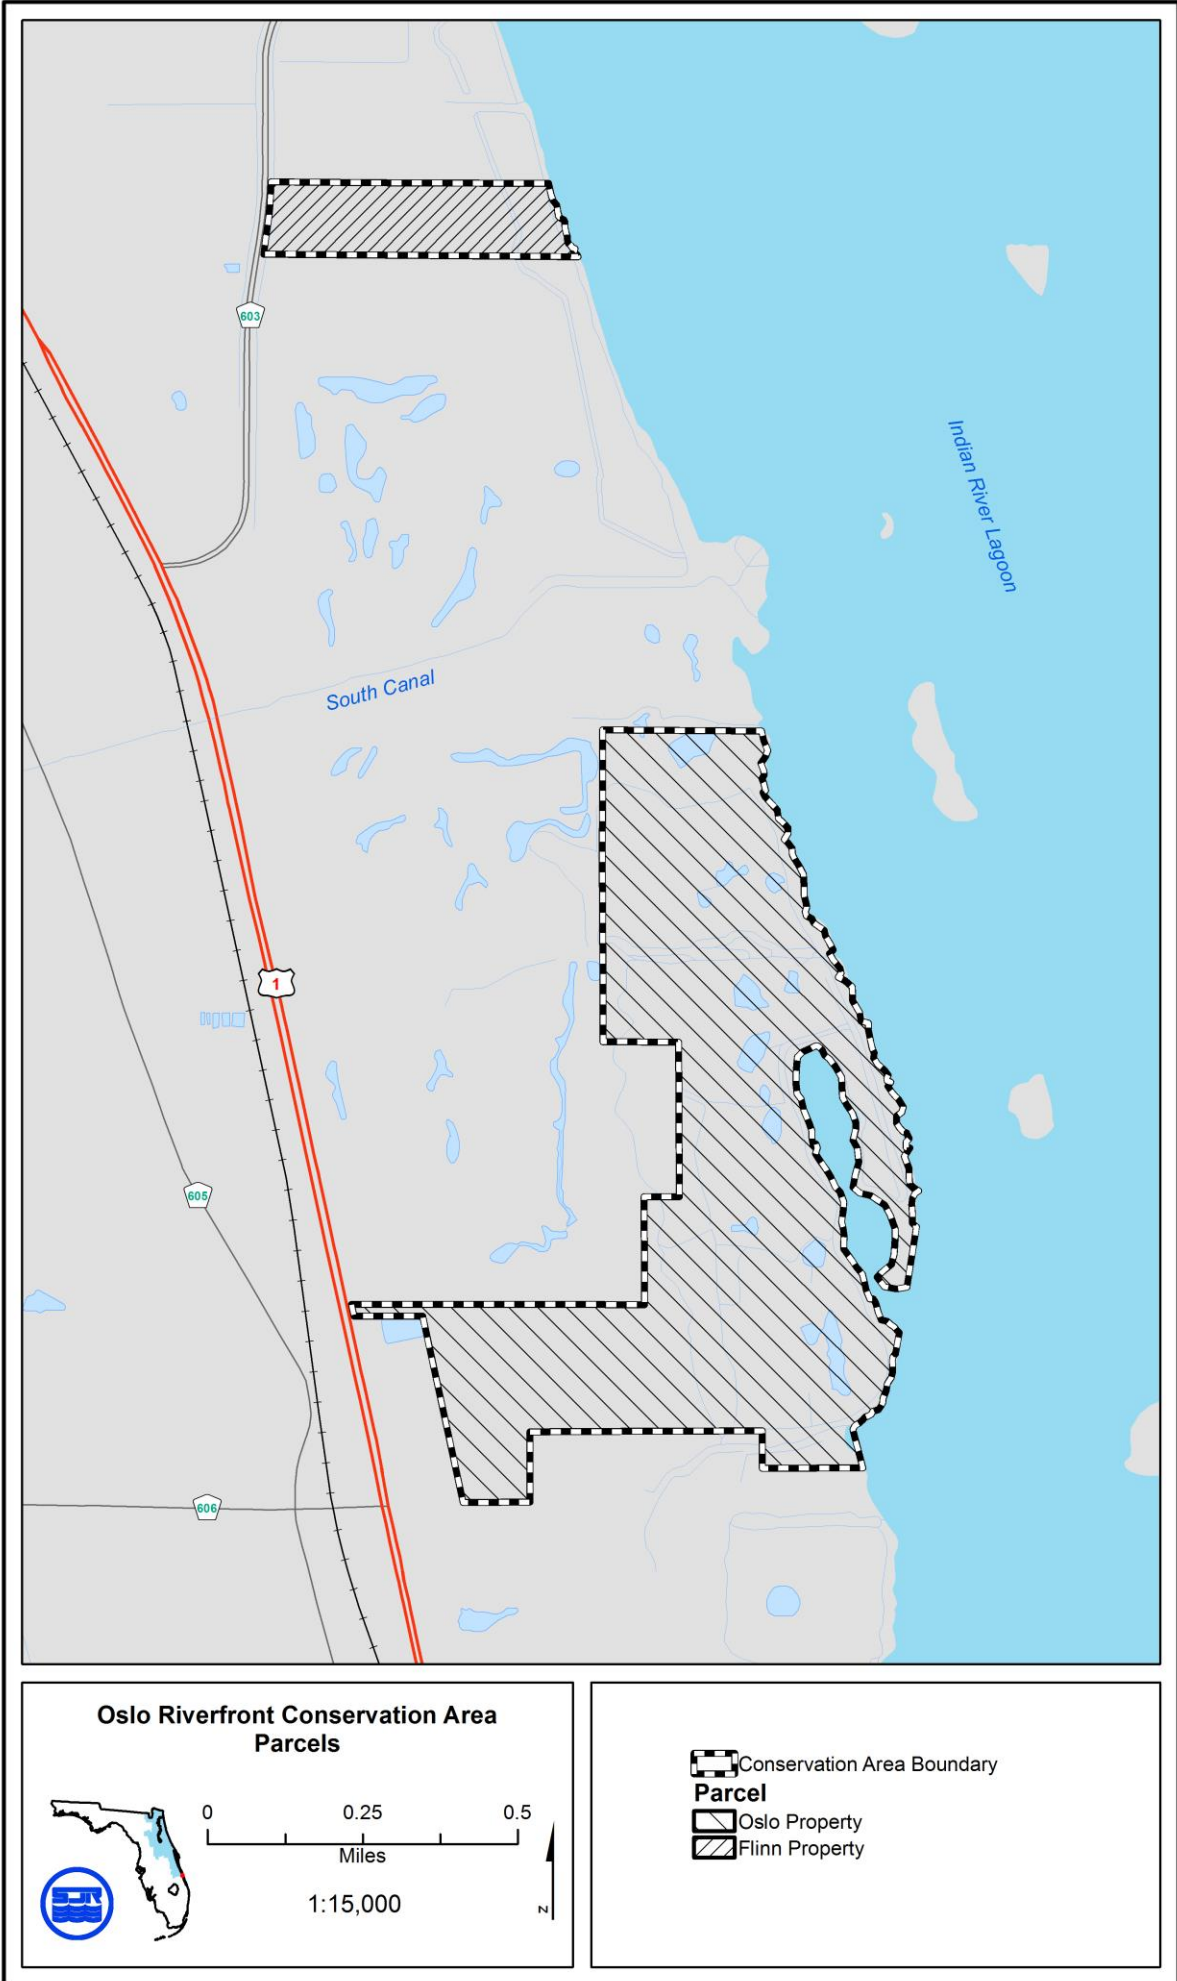 603
Indian River Lagoon
South Canal
1
605
606
Oslo Riverfront Conservation Area
Parcels
0 0.25 0.5
Miles
1:15,000
N
SJR
Conservation Area Boundary
Parcel
Oslo Property
Flinn Property